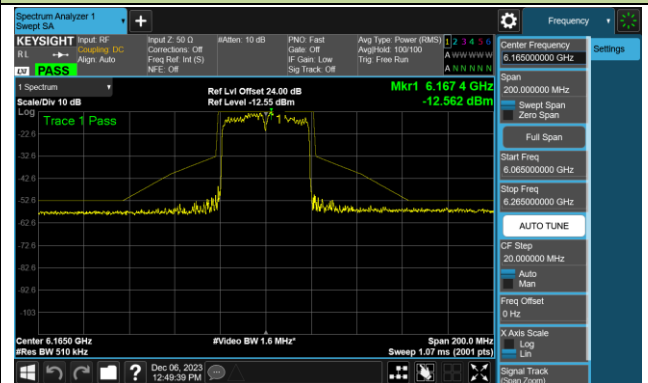 Spectrum Analyzer 1
Swept SA
+
Frequency
KEYSIGHT
RL
LXI
PASS
Input: RF
Coupling: DC
Align: Auto
Input Z: 50 Ω
Corrections: Off
Freq Ref: Int (S)
NFE: Off
#Atten: 10 dB
PNO: Fast
Gate: Off
IF Gain: Low
Sig Track: Off
Avg Type: Power (RMS)
Avg|Hold: 100/100
Trig: Free Run
1 2 3 4 5 6
A W W W W W
A N N N N N
1 Spectrum
Scale/Div 10 dB
Ref Lvl Offset 24.00 dB
Ref Level -12.55 dBm
Mkr1 6.167 4 GHz
-12.562 dBm
Log
Trace 1 Pass
1
-22.6
-32.6
-42.6
-52.6
-62.6
-72.6
-82.6
-92.6
-103
Center 6.1650 GHz
#Res BW 510 kHz
#Video BW 1.6 MHz*
Span 200.0 MHz
Sweep 1.07 ms (2001 pts)
?
Dec 06, 2023
12:49:39 PM
Center Frequency
6.165000000 GHz
Settings
Span
200.000000 MHz
Swept Span
Zero Span
Full Span
Start Freq
6.065000000 GHz
Stop Freq
6.265000000 GHz
AUTO TUNE
CF Step
20.000000 MHz
Auto
Man
Freq Offset
0 Hz
X Axis Scale
Log
Lin
Signal Track
(Span Zoom)